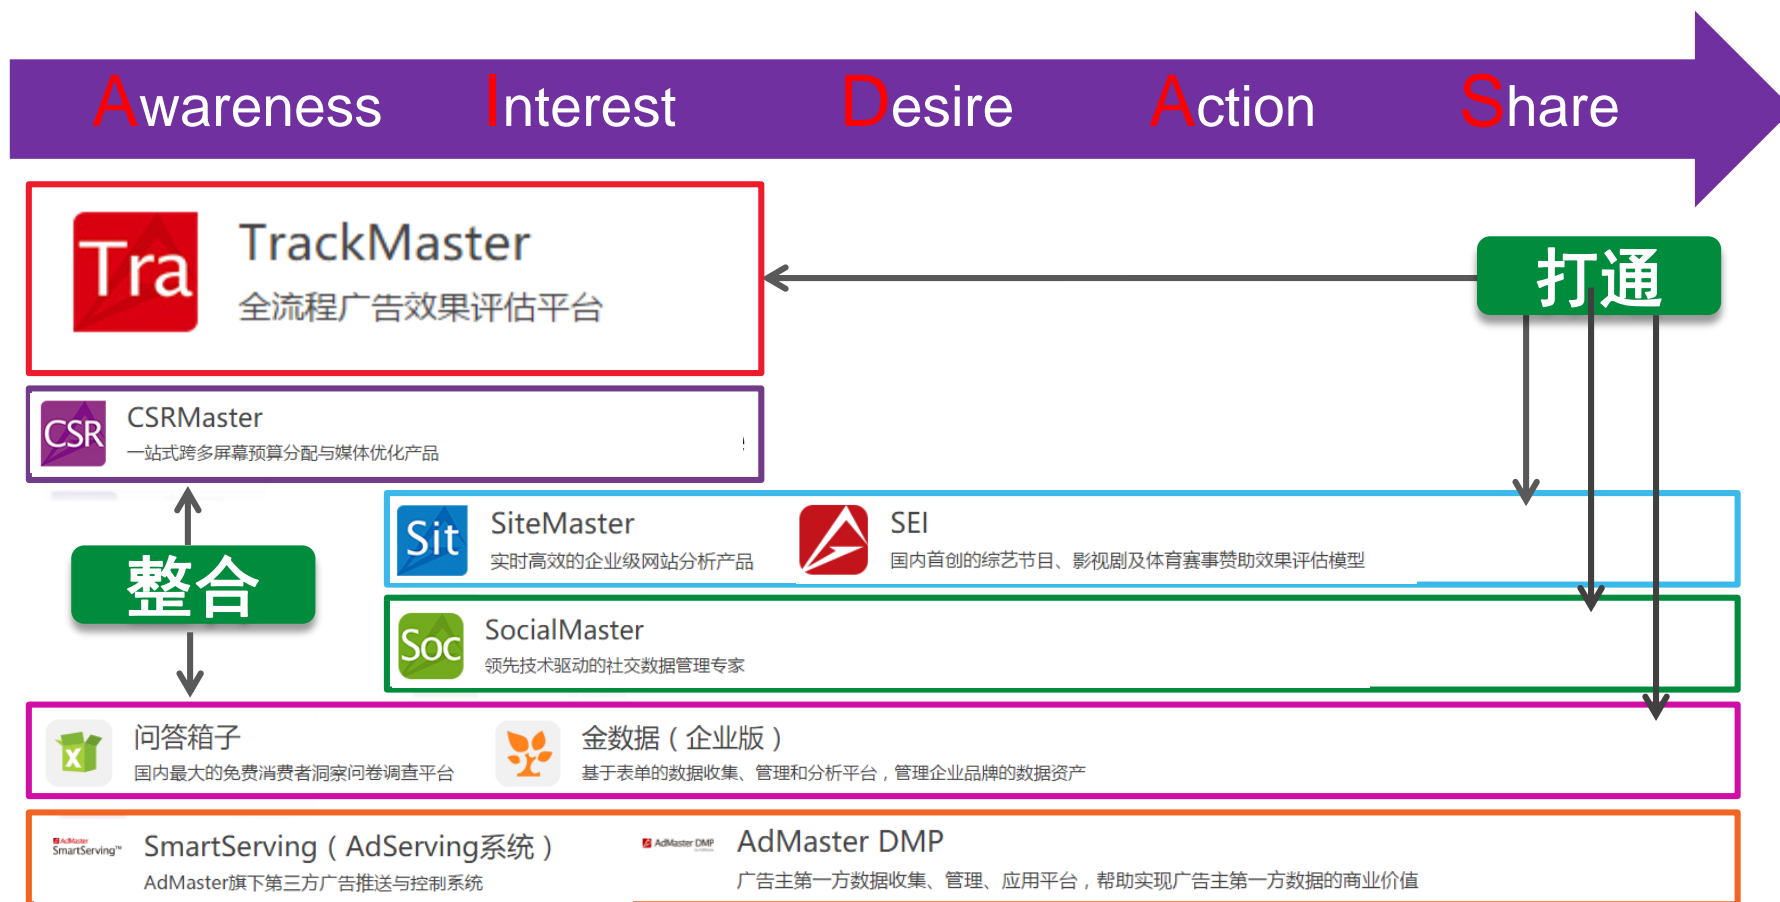 Awareness Interest Desire Action Share
Tra
TrackMaster
全流程广告效果评估平台
打通
CSR
CSRMaster
一站式跨多屏幕预算分配与媒体优化产品
整合
Sit
SiteMaster
实时高效的企业级网站分析产品
SEI
国内首创的综艺节目、影视剧及体育赛事赞助效果评估模型
Soc
SocialMaster
领先技术驱动的社交数据管理专家
X
问答箱子
国内最大的免费消费者洞察问卷调查平台
金数据（企业版）
基于表单的数据收集、管理和分析平台，管理企业品牌的数据资产
AdMaster
SmartServing™
SmartServing（AdServing系统）
AdMaster旗下第三方广告推送与控制系统
AdMaster DMP
AdMaster DMP
广告主第一方数据收集、管理、应用平台，帮助实现广告主第一方数据的商业价值